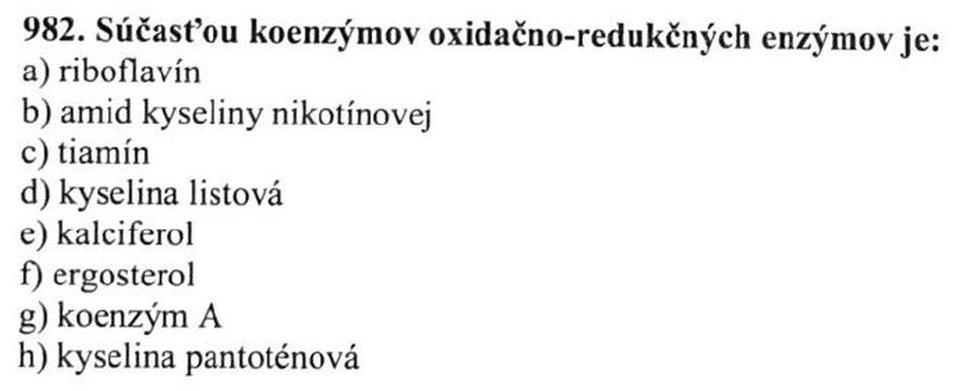 982. Súčasťou koenzýmov oxidačno-redukčných enzýmov je:
a) riboflavín
b) amid kyseliny nikotínovej
c) tiamín
d) kyselina listová
e) kalciferol
f) ergosterol
g) koenzým A
h) kyselina pantoténová